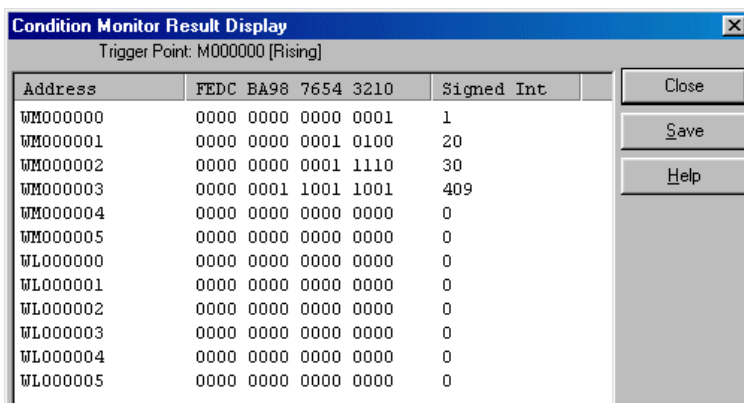 Condition Monitor Result Display
Trigger Point: M000000 [Rising]
Address FEDC BA98 7654 3210 Signed Int
WM000000 0000 0000 0000 0001 1
WM000001 0000 0000 0001 0100 20
WM000002 0000 0000 0001 1110 30
WM000003 0000 0001 1001 1001 409
WM000004 0000 0000 0000 0000 0
WM000005 0000 0000 0000 0000 0
WL000000 0000 0000 0000 0000 0
WL000001 0000 0000 0000 0000 0
WL000002 0000 0000 0000 0000 0
WL000003 0000 0000 0000 0000 0
WL000004 0000 0000 0000 0000 0
WL000005 0000 0000 0000 0000 0
Close
Save
Help